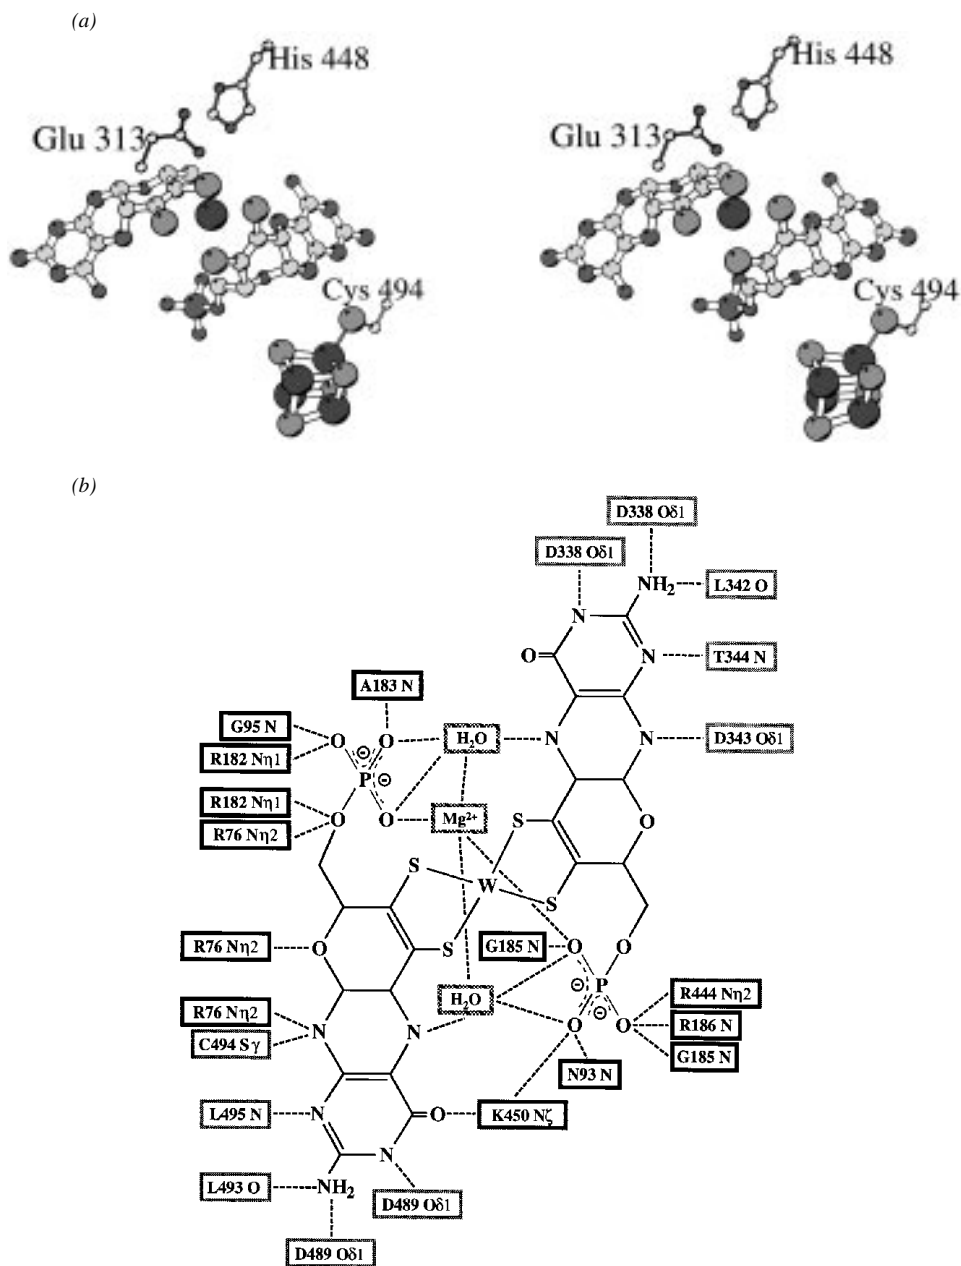 (a)
His 448
His 448
Glu 313
Glu 313
Cys 494
Cys 494
(b)
D338 Oδ1
D338 Oδ1
NH₂
L342 O
N
O
N
T344 N
A183 N
G95 N
O
O
H₂O
N
N
D343 Oδ1
R182 Nη1
⊖
P
⊖
R182 Nη1
O
O
Mg²⁺
S
O
R76 Nη2
S
W
S
R76 Nη2
O
S
G185 N
O
O
⊖
P
R444 Nη2
H₂O
⊖
R76 Nη2
N
N
O
O
R186 N
C494 Sγ
G185 N
N93 N
L495 N
N
O
K450 Nζ
N
L493 O
NH₂
D489 Oδ1
D489 Oδ1